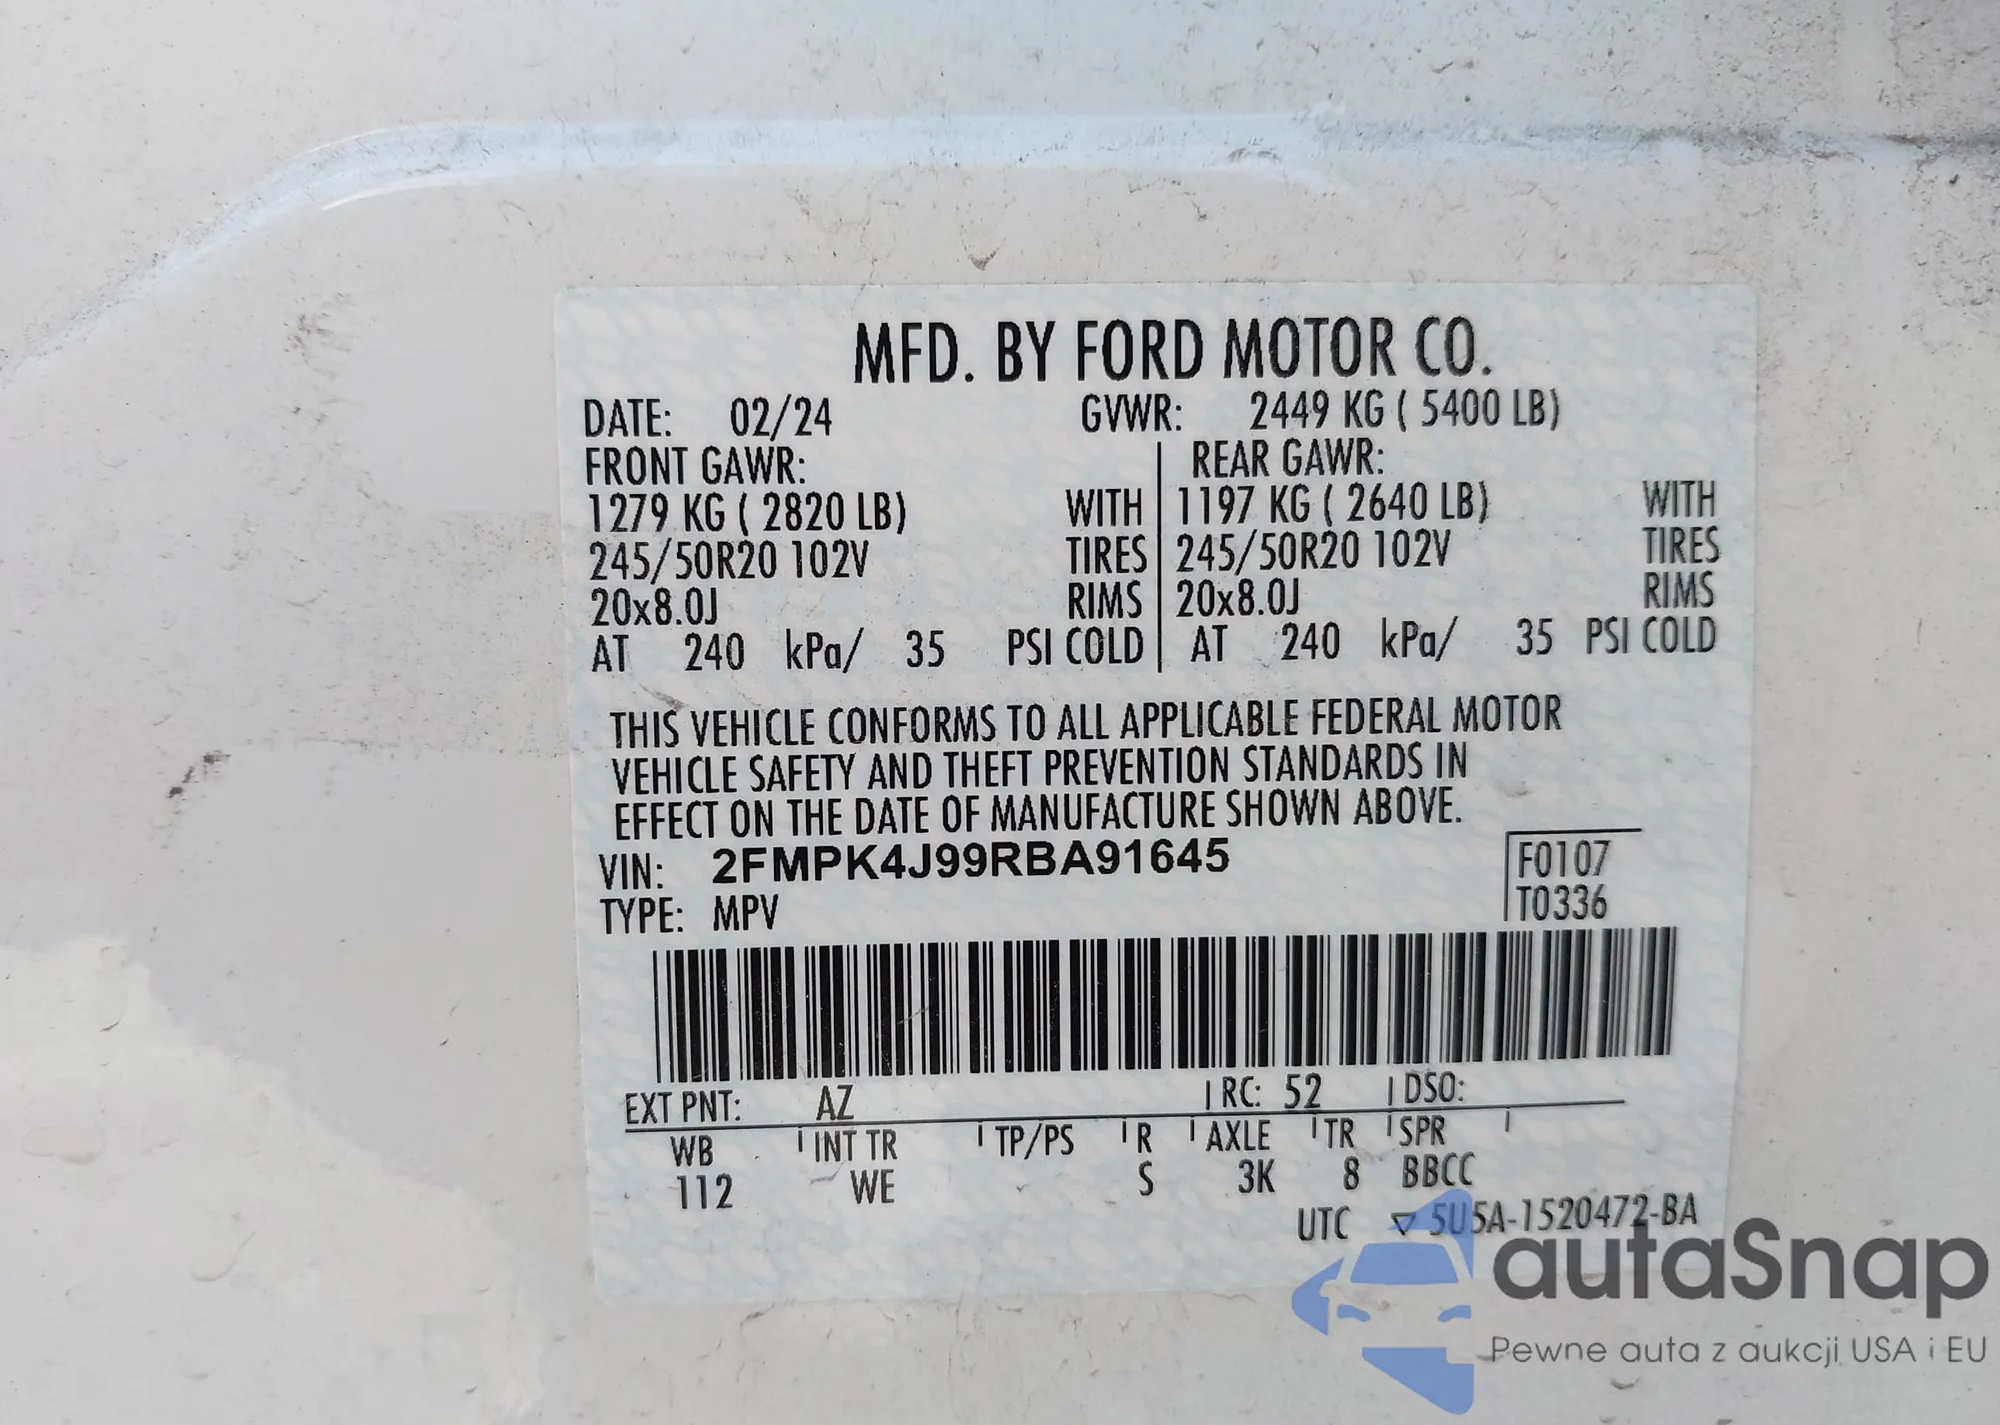 MFD. BY FORD MOTOR CO.
DATE: 02/24 GVWR: 2449 KG ( 5400 LB)
FRONT GAWR: REAR GAWR:
1279 KG ( 2820 LB) WITH 1197 KG ( 2640 LB) WITH
245/50R20 102V TIRES 245/50R20 102V TIRES
20x8.0J RIMS 20x8.0J RIMS
AT 240 kPa/ 35 PSI COLD AT 240 kPa/ 35 PSI COLD
THIS VEHICLE CONFORMS TO ALL APPLICABLE FEDERAL MOTOR
VEHICLE SAFETY AND THEFT PREVENTION STANDARDS IN
EFFECT ON THE DATE OF MANUFACTURE SHOWN ABOVE.
VIN: 2FMPK4J99RBA91645 F0107
TYPE: MPV T0336
EXT PNT: AZ RC: 52 DSO:
WB INT TR TP/PS R AXLE TR SPR
112 WE S 3K 8 BBCC
UTC ▽ 5U5A-1520472-BA
autaSnap
Pewne auta z aukcji USA i EU